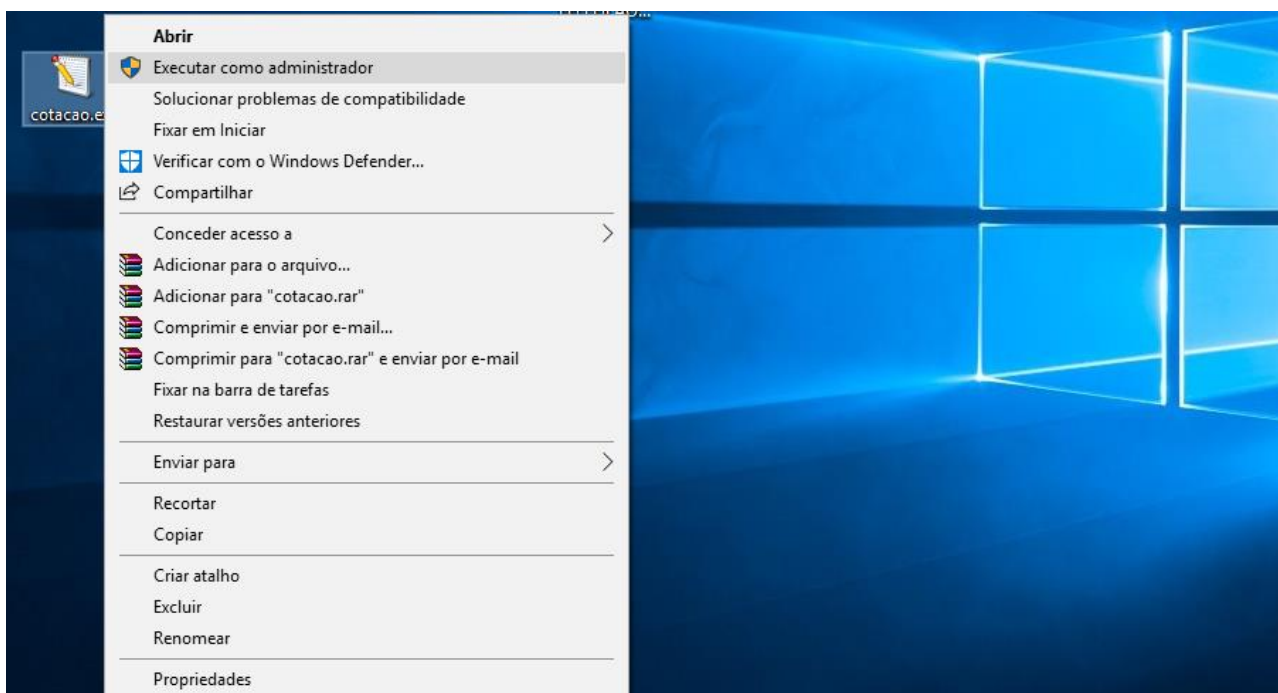 Abrir
Executar como administrador
cotacao.e
Solucionar problemas de compatibilidade
Fixar em Iniciar
Verificar com o Windows Defender...
Compartilhar
Conceder acesso a
Adicionar para o arquivo...
Adicionar para "cotacao.rar"
Comprimir e enviar por e-mail...
Comprimir para "cotacao.rar" e enviar por e-mail
Fixar na barra de tarefas
Restaurar versões anteriores
Enviar para
Recortar
Copiar
Criar atalho
Excluir
Renomear
Propriedades